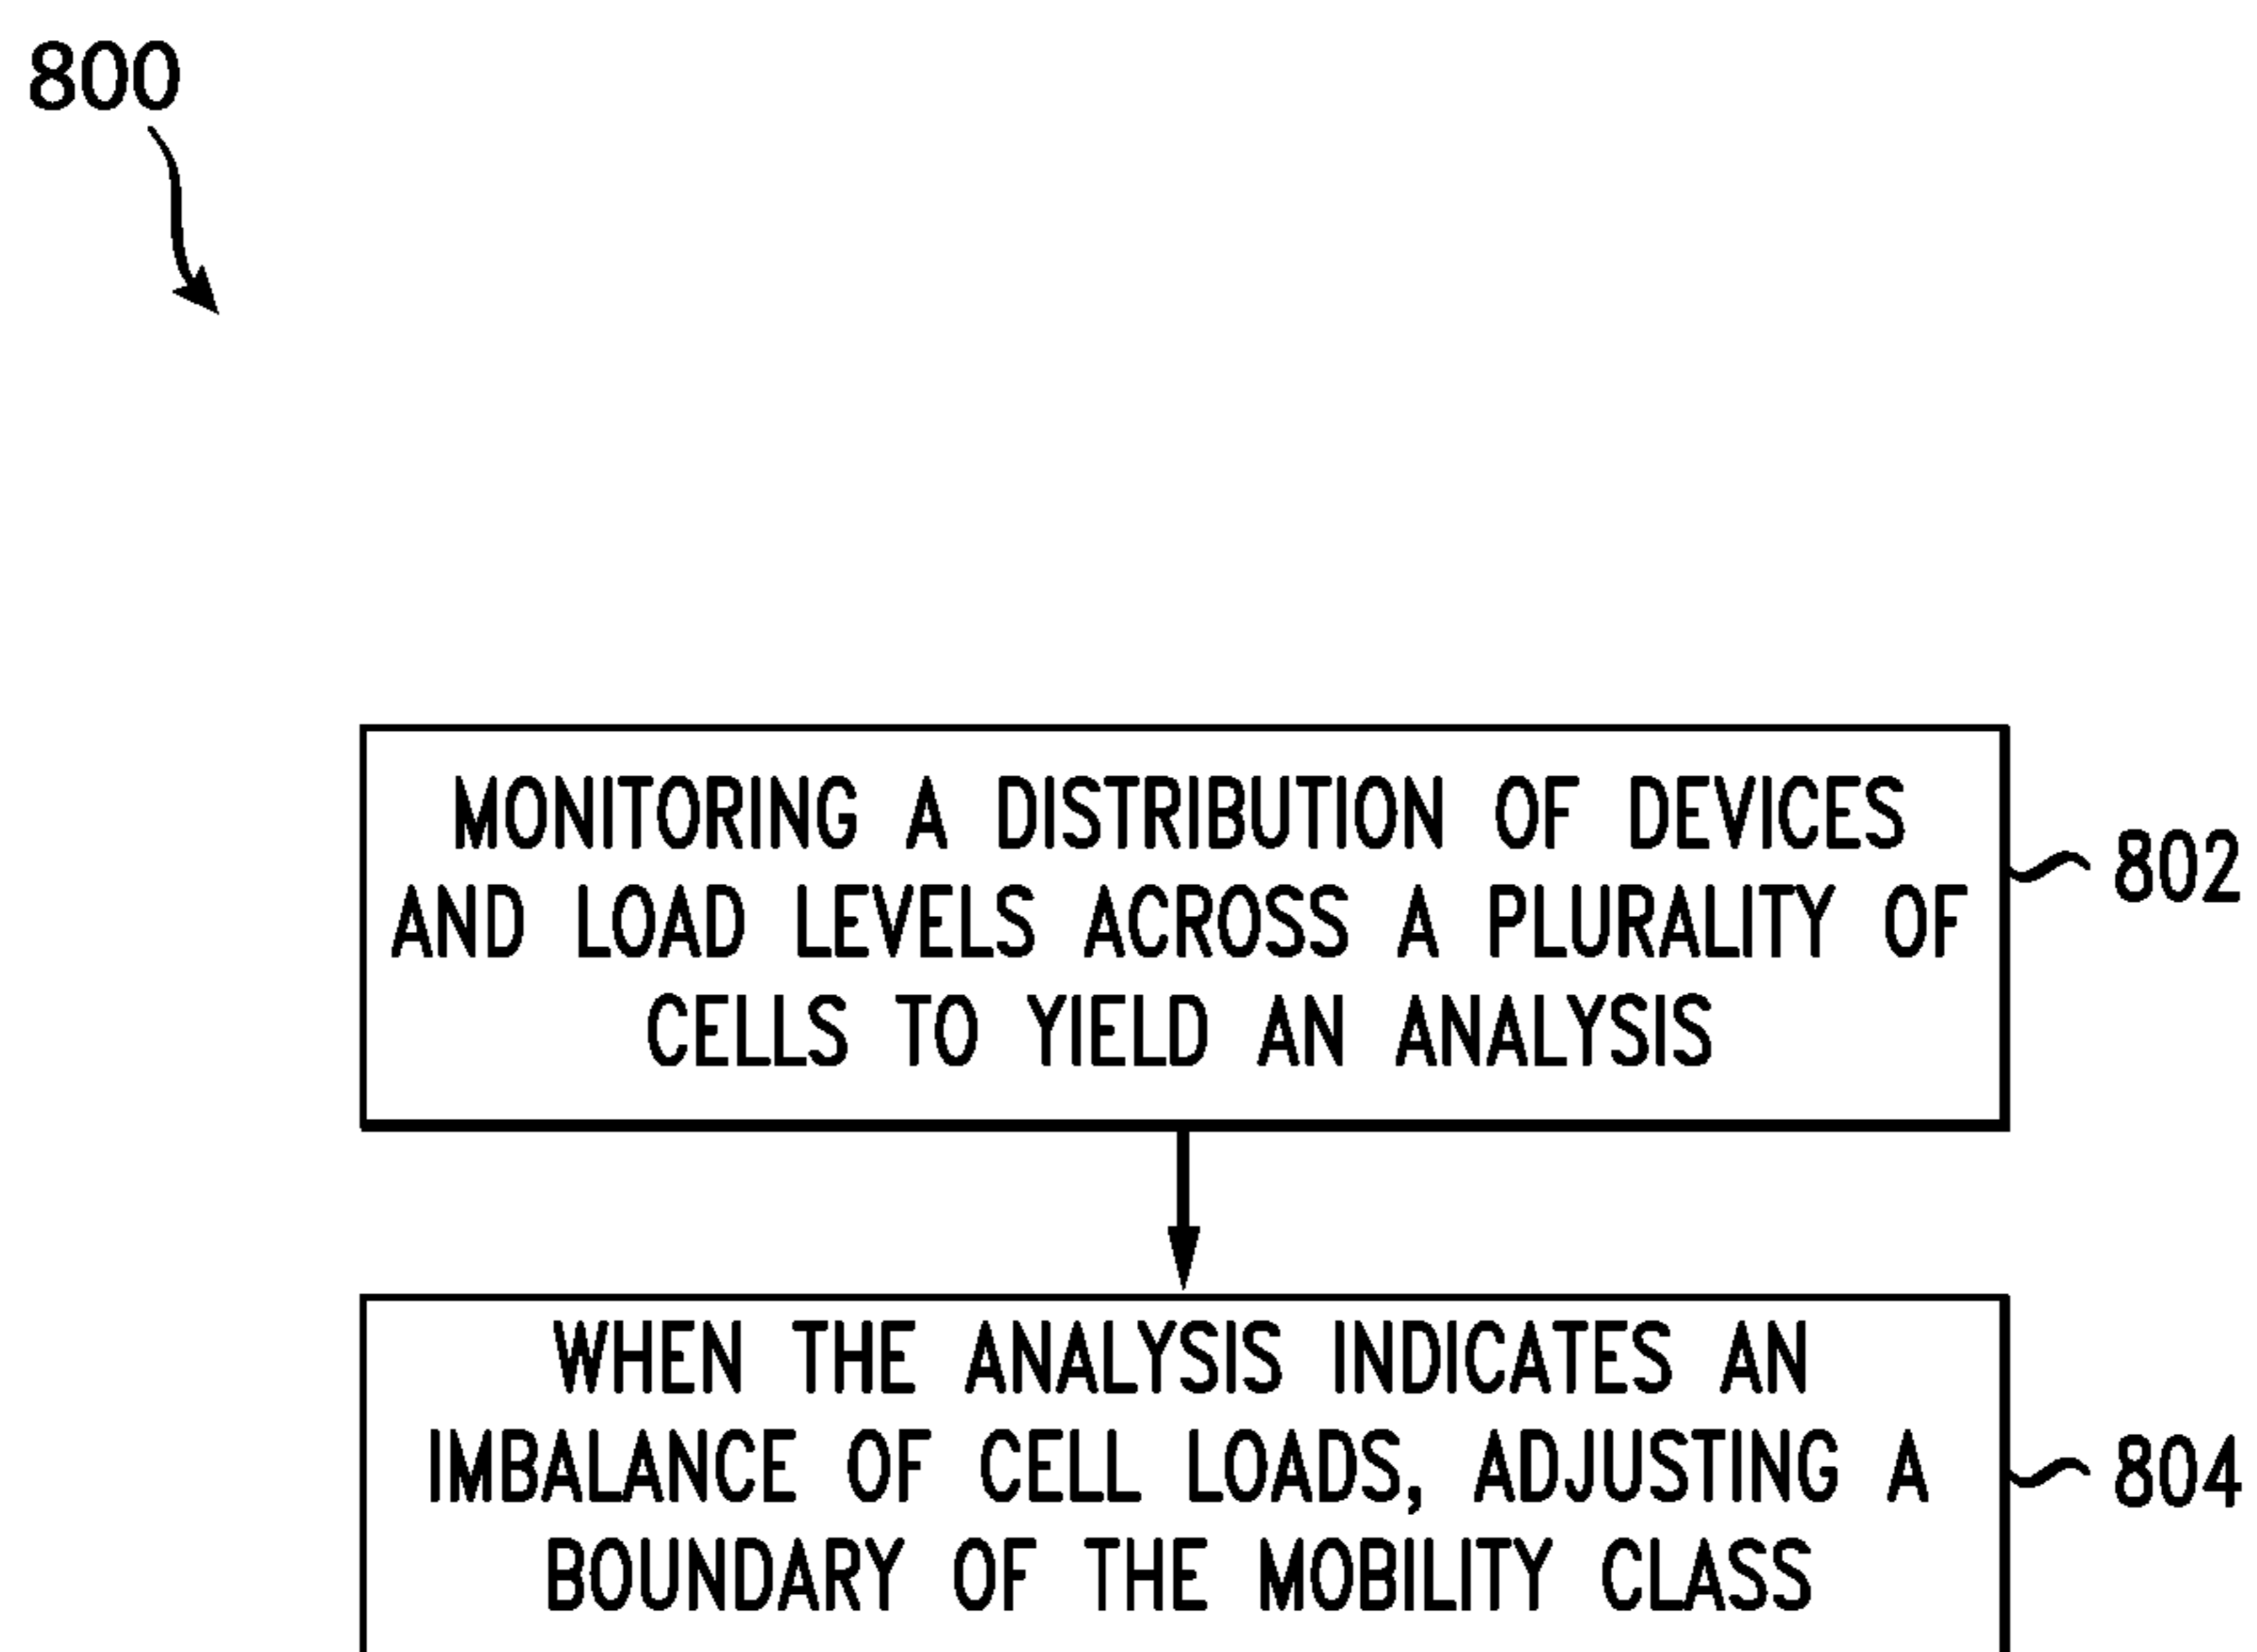 800
MONITORING A DISTRIBUTION OF DEVICES
AND LOAD LEVELS ACROSS A PLURALITY OF
CELLS TO YIELD AN ANALYSIS
802
WHEN THE ANALYSIS INDICATES AN
IMBALANCE OF CELL LOADS, ADJUSTING A
BOUNDARY OF THE MOBILITY CLASS
804